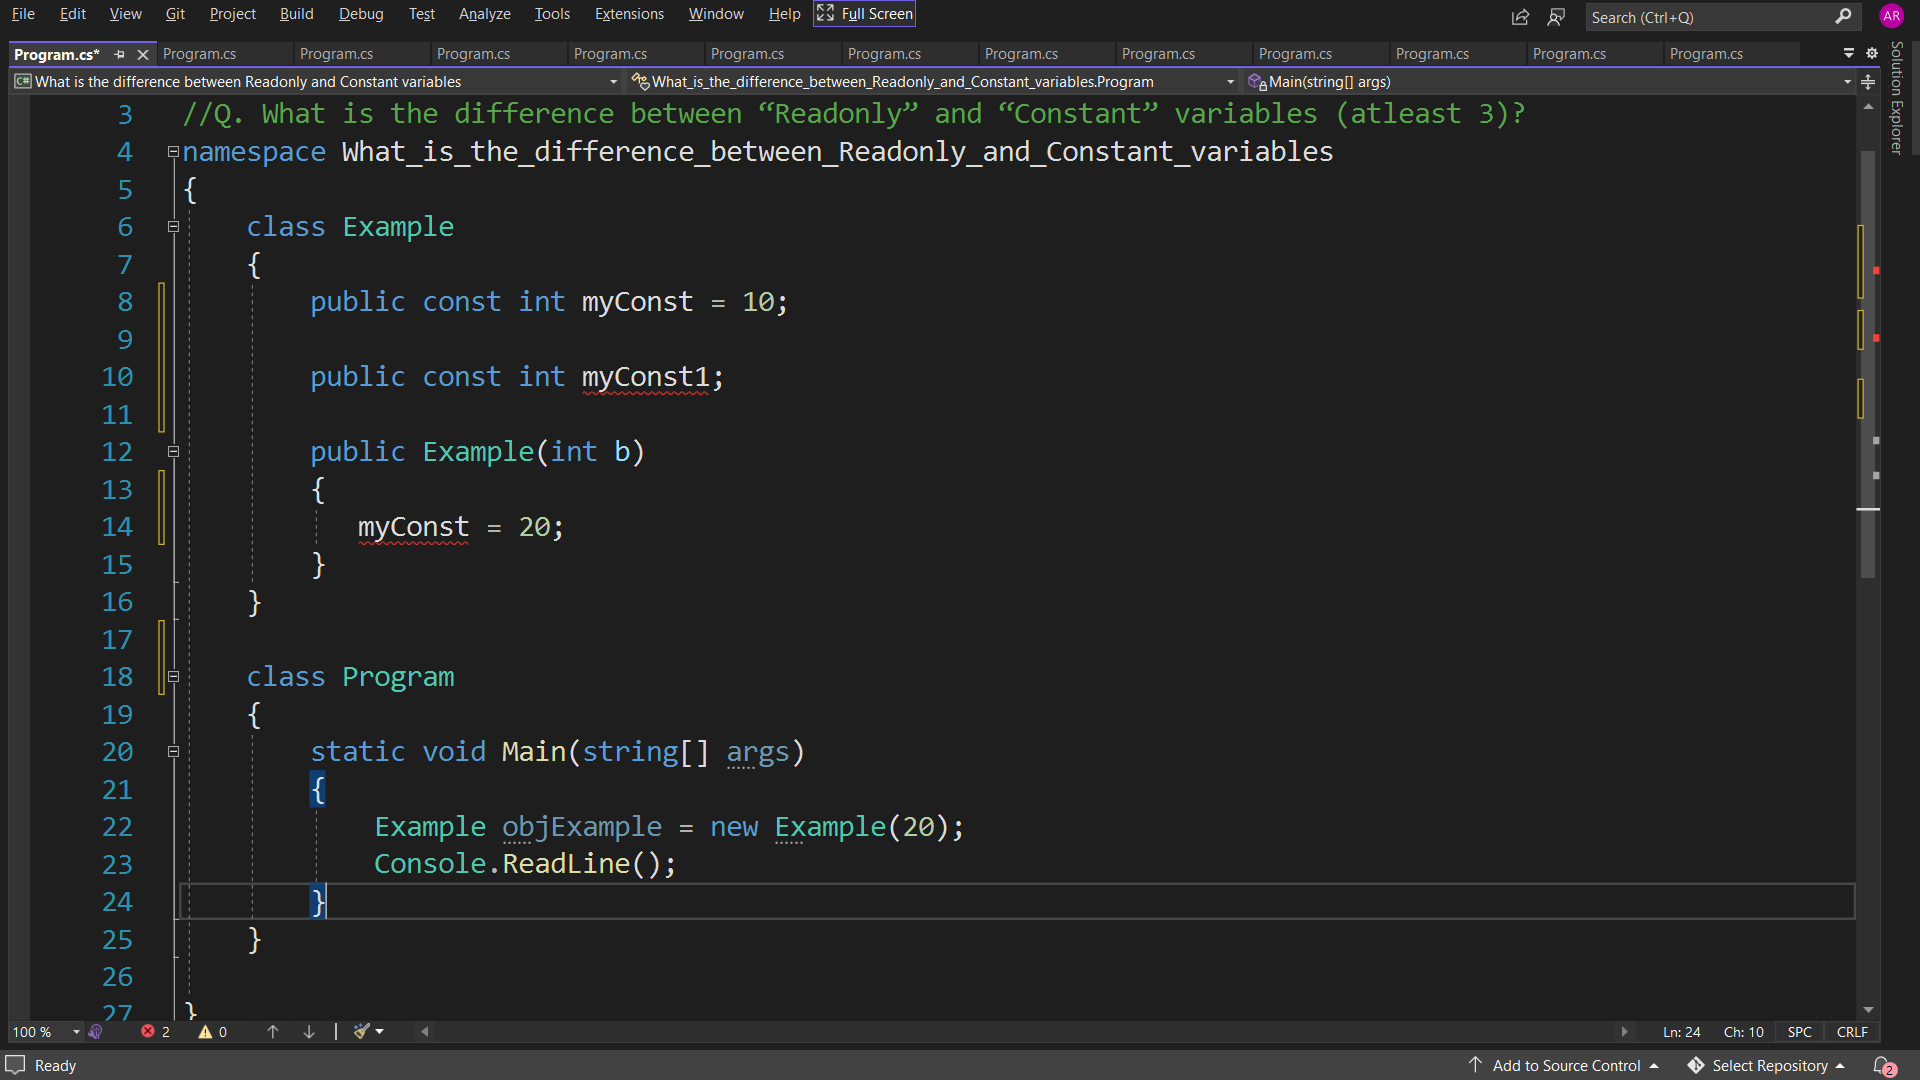 File Edit View Git Project Build Debug Test Analyze Tools Extensions Window Help Full Screen Search (Ctrl+Q) AR
Program.cs* Program.cs Program.cs Program.cs Program.cs Program.cs Program.cs Program.cs Program.cs Program.cs Program.cs Program.cs Program.cs
C# What is the difference between Readonly and Constant variables What_is_the_difference_between_Readonly_and_Constant_variables.Program Main(string[] args)
Solution Explorer
3 //Q. What is the difference between “Readonly” and “Constant” variables (atleast 3)?
4 namespace What_is_the_difference_between_Readonly_and_Constant_variables
5 {
6 class Example
7 {
8 public const int myConst = 10;
9
10 public const int myConst1;
11
12 public Example(int b)
13 {
14 myConst = 20;
15 }
16 }
17
18 class Program
19 {
20 static void Main(string[] args)
21 {
22 Example objExample = new Example(20);
23 Console.ReadLine();
24 }
25 }
26
27 }
100 % 2 0 Ln: 24 Ch: 10 SPC CRLF
Ready Add to Source Control Select Repository 2